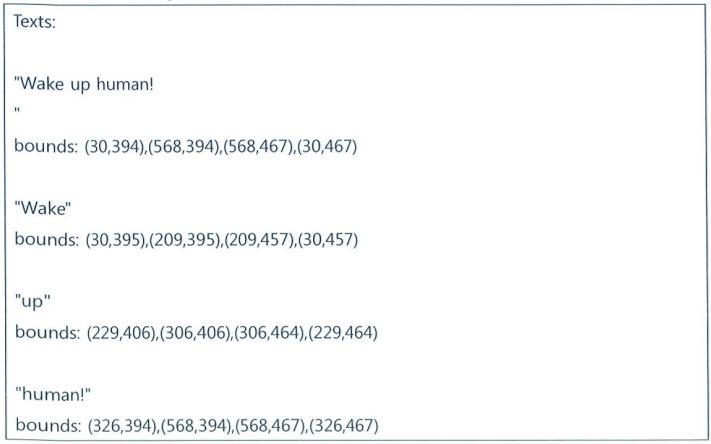 Texts:
"Wake up human!
"
bounds: (30,394),(568,394),(568,467),(30,467)
"Wake"
bounds: (30,395),(209,395),(209,457),(30,457)
"up"
bounds: (229,406),(306,406),(306,464),(229,464)
"human!"
bounds: (326,394),(568,394),(568,467),(326,467)